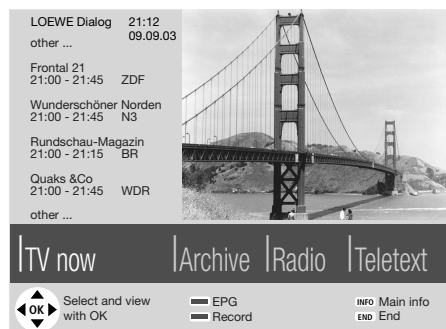 LOEWE Dialog 21:12
09.09.03
other ...
Frontal 21
21:00 - 21:45 ZDF
Wunderschöner Norden
21:00 - 21:45 N3
Rundschau-Magazin
21:00 - 21:15 BR
Quaks &Co
21:00 - 21:45 WDR
other ...
TV now Archive Radio Teletext
OK Select and view
with OK
EPG
Record
INFO Main info
END End